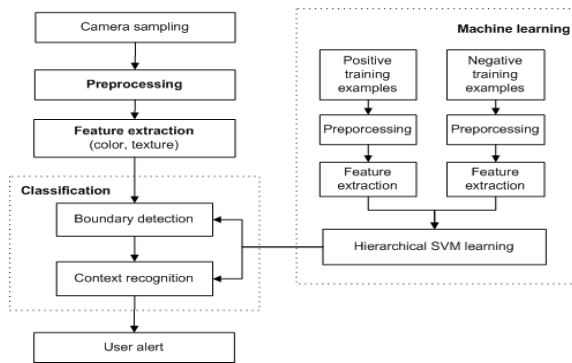 Camera sampling
Preprocessing
Feature extraction
(color, texture)
Classification
Boundary detection
Context recognition
User alert
Machine learning
Positive
training
examples
Negative
training
examples
Preporcessing
Preporcessing
Feature
extraction
Feature
extraction
Hierarchical SVM learning